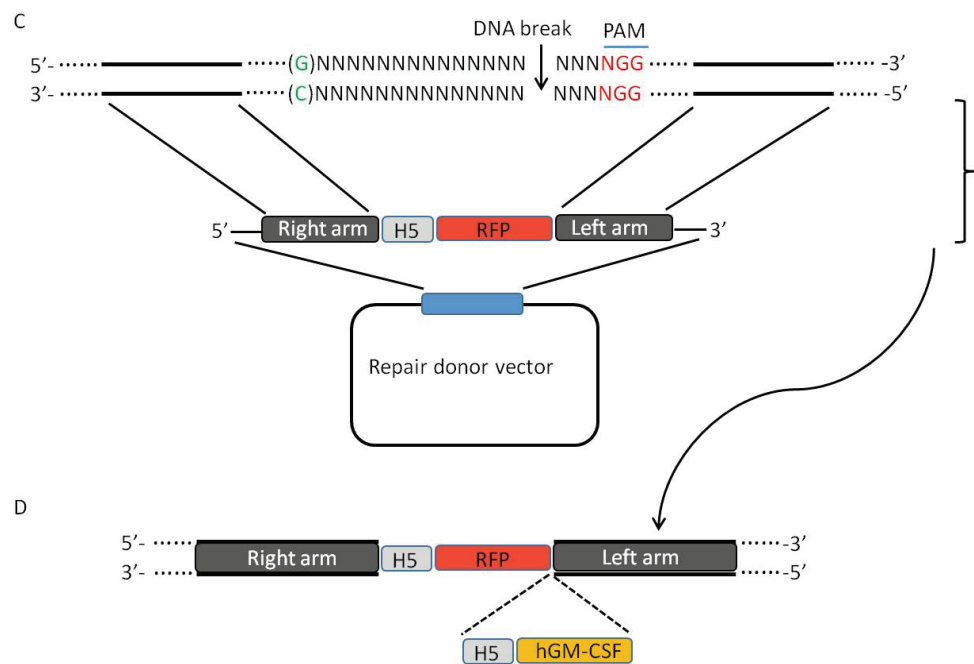 C
DNA break PAM
5’- ······ ······(G)NNNNNNNNNNNNNN NNNNGG ······ ······ -3’
3’- ······ ······(C)NNNNNNNNNNNNNN NNNNGG ······ ······ -5’
5’ Right arm H5 RFP Left arm 3’
Repair donor vector
D
5’- ······ ······ -3’
Right arm H5 RFP Left arm
3’- ······ ······ -5’
H5 hGM-CSF